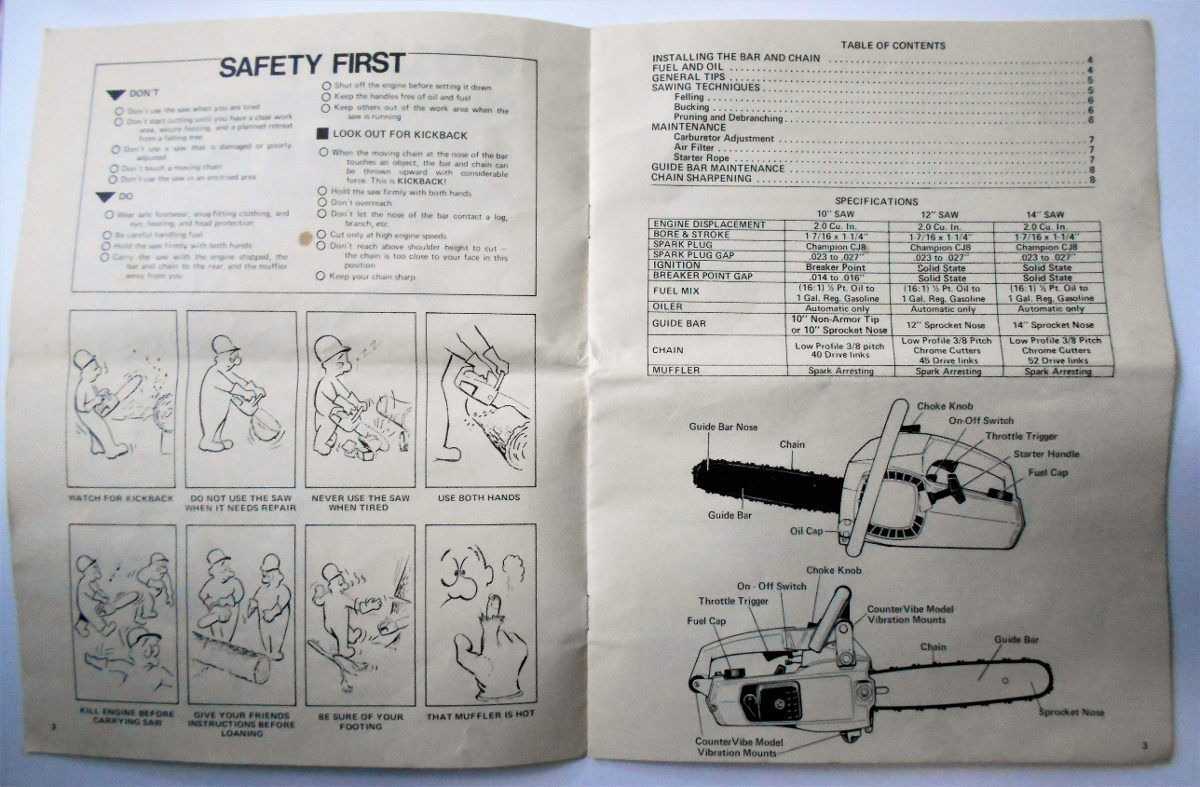 SAFETY FIRST
DON'T
Don't use the saw when you are tired
Don't start cutting until you have a clear work
area, secure footing, and a planned retreat
from a falling tree
Don't use a saw that is damaged or poorly
adjusted
Don't touch a moving chain
Don't use the saw in an enclosed area
DO
Wear safe footwear, snug-fitting clothing, and
eye, hearing, and head protection
Be careful handling fuel
Hold the saw firmly with both hands
Carry the saw with the engine stopped, the
bar and chain to the rear, and the muffler
away from you
Shut off the engine before setting it down
Keep the handles free of oil and fuel
Keep others out of the work area when the
saw is running
LOOK OUT FOR KICKBACK
When the moving chain at the nose of the bar
touches an object, the bar and chain can
be thrown upward with considerable
force. This is KICKBACK!
Hold the saw firmly with both hands
Don't overreach
Don't let the nose of the bar contact a log,
branch, etc.
Cut only at high engine speeds
Don't reach above shoulder height to cut –
the chain is too close to your face in this
position
Keep your chain sharp
ZZZ
WATCH FOR KICKBACK
DO NOT USE THE SAW
WHEN IT NEEDS REPAIR
NEVER USE THE SAW
WHEN TIRED
USE BOTH HANDS
KILL ENGINE BEFORE
CARRYING SAW
GIVE YOUR FRIENDS
INSTRUCTIONS BEFORE
LOANING
BE SURE OF YOUR
FOOTING
THAT MUFFLER IS HOT
2
TABLE OF CONTENTS
INSTALLING THE BAR AND CHAIN 4
FUEL AND OIL 4
GENERAL TIPS 5
SAWING TECHNIQUES 5
Felling 6
Bucking 6
Pruning and Debranching 6
MAINTENANCE
Carburetor Adjustment 7
Air Filter 7
Starter Rope 7
GUIDE BAR MAINTENANCE 8
CHAIN SHARPENING 8
SPECIFICATIONS
10" SAW 12" SAW 14" SAW
ENGINE DISPLACEMENT 2.0 Cu. In. 2.0 Cu. In. 2.0 Cu. In.
BORE & STROKE 1-7/16 x 1-1/4" 1-7/16 x 1-1/4" 1-7/16 x 1-1/4"
SPARK PLUG Champion CJ8 Champion CJ8 Champion CJ8
SPARK PLUG GAP .023 to .027" .023 to .027" .023 to .027"
IGNITION Breaker Point Solid State Solid State
BREAKER POINT GAP .014 to .016" Solid State Solid State
FUEL MIX (16:1) ½ Pt. Oil to (16:1) ½ Pt. Oil to (16:1) ½ Pt. Oil to
1 Gal. Reg. Gasoline 1 Gal. Reg. Gasoline 1 Gal. Reg. Gasoline
OILER Automatic only Automatic only Automatic only
GUIDE BAR 10" Non-Armor Tip 12" Sprocket Nose 14" Sprocket Nose
or 10" Sprocket Nose
CHAIN Low Profile 3/8 pitch Low Profile 3/8 Pitch Low Profile 3/8 Pitch
40 Drive links Chrome Cutters Chrome Cutters
45 Drive links 52 Drive links
MUFFLER Spark Arresting Spark Arresting Spark Arresting
Choke Knob
On-Off Switch
Throttle Trigger
Starter Handle
Fuel Cap
Guide Bar Nose
Chain
Guide Bar
Oil Cap
Choke Knob
On - Off Switch
Throttle Trigger
Fuel Cap
CounterVibe Model
Vibration Mounts
Chain
Guide Bar
Sprocket Nose
CounterVibe Model
Vibration Mounts
3